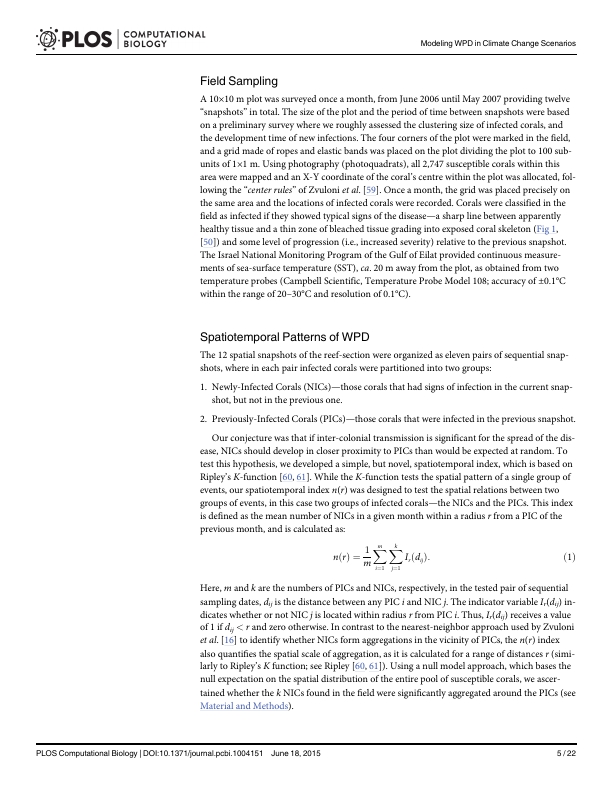 PLOS | COMPUTATIONAL
BIOLOGY
Modeling WPD in Climate Change Scenarios
Field Sampling
A 10×10 m plot was surveyed once a month, from June 2006 until May 2007 providing twelve
“snapshots” in total. The size of the plot and the period of time between snapshots were based
on a preliminary survey where we roughly assessed the clustering size of infected corals, and
the development time of new infections. The four corners of the plot were marked in the field,
and a grid made of ropes and elastic bands was placed on the plot dividing the plot to 100 sub-
units of 1×1 m. Using photography (photoquadrats), all 2,747 susceptible corals within this
area were mapped and an X-Y coordinate of the coral's centre within the plot was allocated, fol-
lowing the “center rules” of Zvuloni et al. [59]. Once a month, the grid was placed precisely on
the same area and the locations of infected corals were recorded. Corals were classified in the
field as infected if they showed typical signs of the disease—a sharp line between apparently
healthy tissue and a thin zone of bleached tissue grading into exposed coral skeleton (Fig 1,
[50]) and some level of progression (i.e., increased severity) relative to the previous snapshot.
The Israel National Monitoring Program of the Gulf of Eilat provided continuous measure-
ments of sea-surface temperature (SST), ca. 20 m away from the plot, as obtained from two
temperature probes (Campbell Scientific, Temperature Probe Model 108; accuracy of ±0.1°C
within the range of 20–30°C and resolution of 0.1°C).
Spatiotemporal Patterns of WPD
The 12 spatial snapshots of the reef-section were organized as eleven pairs of sequential snap-
shots, where in each pair infected corals were partitioned into two groups:
1. Newly-Infected Corals (NICs)—those corals that had signs of infection in the current snap-
shot, but not in the previous one.
2. Previously-Infected Corals (PICs)—those corals that were infected in the previous snapshot.
Our conjecture was that if inter-colonial transmission is significant for the spread of the dis-
ease, NICs should develop in closer proximity to PICs than would be expected at random. To
test this hypothesis, we developed a simple, but novel, spatiotemporal index, which is based on
Ripley's K-function [60, 61]. While the K-function tests the spatial pattern of a single group of
events, our spatiotemporal index n(r) was designed to test the spatial relations between two
groups of events, in this case two groups of infected corals—the NICs and the PICs. This index
is defined as the mean number of NICs in a given month within a radius r from a PIC of the
previous month, and is calculated as:
n(r) = 1/m ∑_{i=1}^{m} ∑_{j=1}^{k} I_r(d_ij). (1)
Here, m and k are the numbers of PICs and NICs, respectively, in the tested pair of sequential
sampling dates, d_ij is the distance between any PIC i and NIC j. The indicator variable I_r(d_ij) in-
dicates whether or not NIC j is located within radius r from PIC i. Thus, I_r(d_ij) receives a value
of 1 if d_ij < r and zero otherwise. In contrast to the nearest-neighbor approach used by Zvuloni
et al. [16] to identify whether NICs form aggregations in the vicinity of PICs, the n(r) index
also quantifies the spatial scale of aggregation, as it is calculated for a range of distances r (simi-
larly to Ripley's K function; see Ripley [60, 61]). Using a null model approach, which bases the
null expectation on the spatial distribution of the entire pool of susceptible corals, we ascer-
tained whether the k NICs found in the field were significantly aggregated around the PICs (see
Material and Methods).
PLOS Computational Biology | DOI:10.1371/journal.pcbi.1004151 June 18, 2015
5 / 22